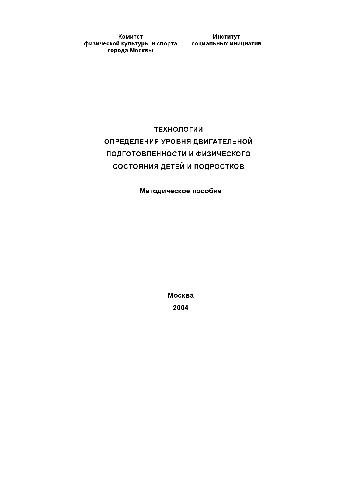 Комитет
физической культуры и спорта
города Москвы
Институт
социальных инициатив
ТЕХНОЛОГИИ
ОПРЕДЕЛЕНИЯ УРОВНЯ ДВИГАТЕЛЬНОЙ
ПОДГОТОВЛЕННОСТИ И ФИЗИЧЕСКОГО
СОСТОЯНИЯ ДЕТЕЙ И ПОДРОСТКОВ
Методическое пособие
Москва
2004